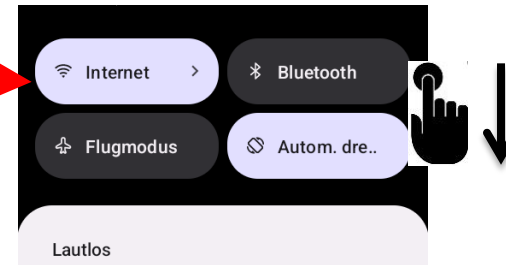 Internet
Bluetooth
Flugmodus
Autom. dre..
Lautlos